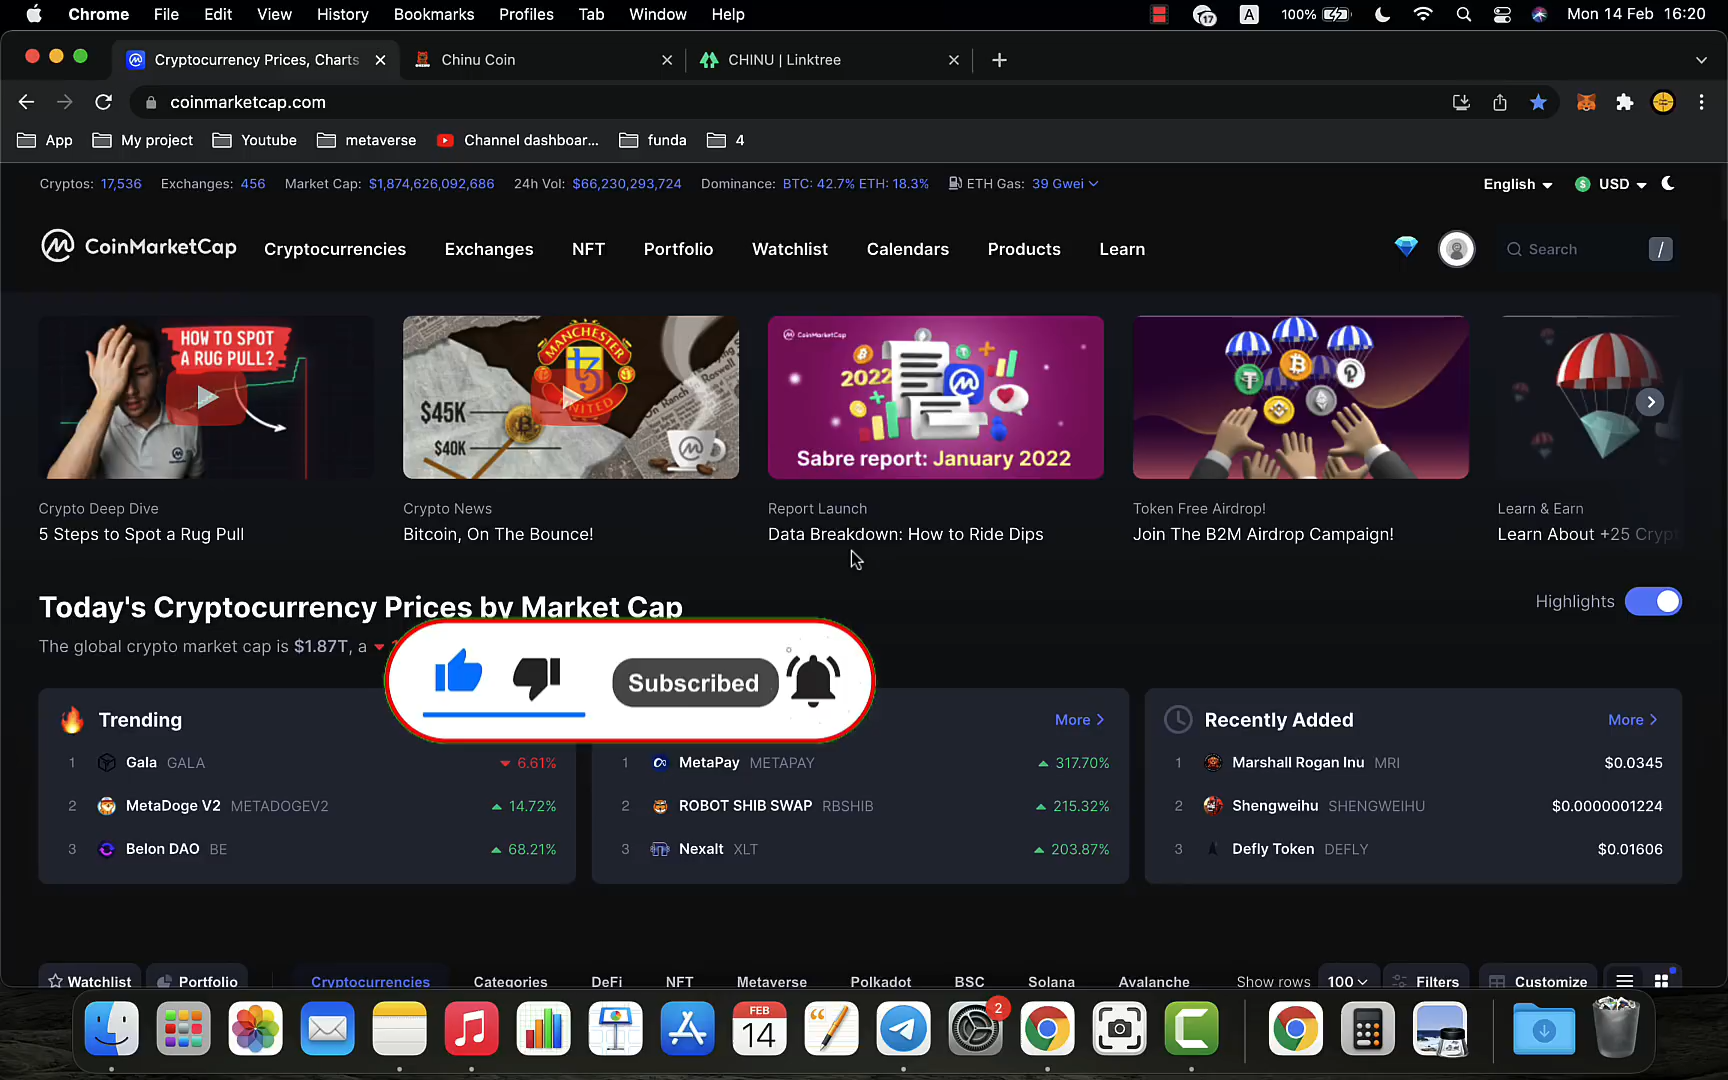 Chrome File Edit View History Bookmarks Profiles Tab Window Help
17 A 100% Mon 14 Feb 16:20
Cryptocurrency Prices, Charts
Chinu Coin
CHINU | Linktree
coinmarketcap.com
App My project Youtube metaverse Channel dashboar... funda 4
Cryptos: 17,536 Exchanges: 456 Market Cap: $1,874,626,092,686 24h Vol: $66,230,293,724 Dominance: BTC: 42.7% ETH: 18.3% ETH Gas: 39 Gwei
English USD
CoinMarketCap Cryptocurrencies Exchanges NFT Portfolio Watchlist Calendars Products Learn
Search /
HOW TO SPOT
A RUG PULL?
MANCHESTER
UNITED
$45K
$40K
CoinMarketCap
2022
Sabre report: January 2022
Crypto Deep Dive
5 Steps to Spot a Rug Pull
Crypto News
Bitcoin, On The Bounce!
Report Launch
Data Breakdown: How to Ride Dips
Token Free Airdrop!
Join The B2M Airdrop Campaign!
Learn & Earn
Learn About +25 Crypt
Today's Cryptocurrency Prices by Market Cap
Highlights
The global crypto market cap is $1.87T, a
Subscribed
Trending
1 Gala GALA 6.61%
2 MetaDoge V2 METADOGEV2 14.72%
3 Belon DAO BE 68.21%
More
1 MetaPay METAPAY 317.70%
2 ROBOT SHIB SWAP RBSHIB 215.32%
3 Nexalt XLT 203.87%
Recently Added More
1 Marshall Rogan Inu MRI $0.0345
2 Shengweihu SHENGWEIHU $0.0000001224
3 Defly Token DEFLY $0.01606
Watchlist Portfolio Cryptocurrencies Categories DeFi NFT Metaverse Polkadot BSC Solana Avalanche Show rows 100 Filters Customize
FEB
14
2